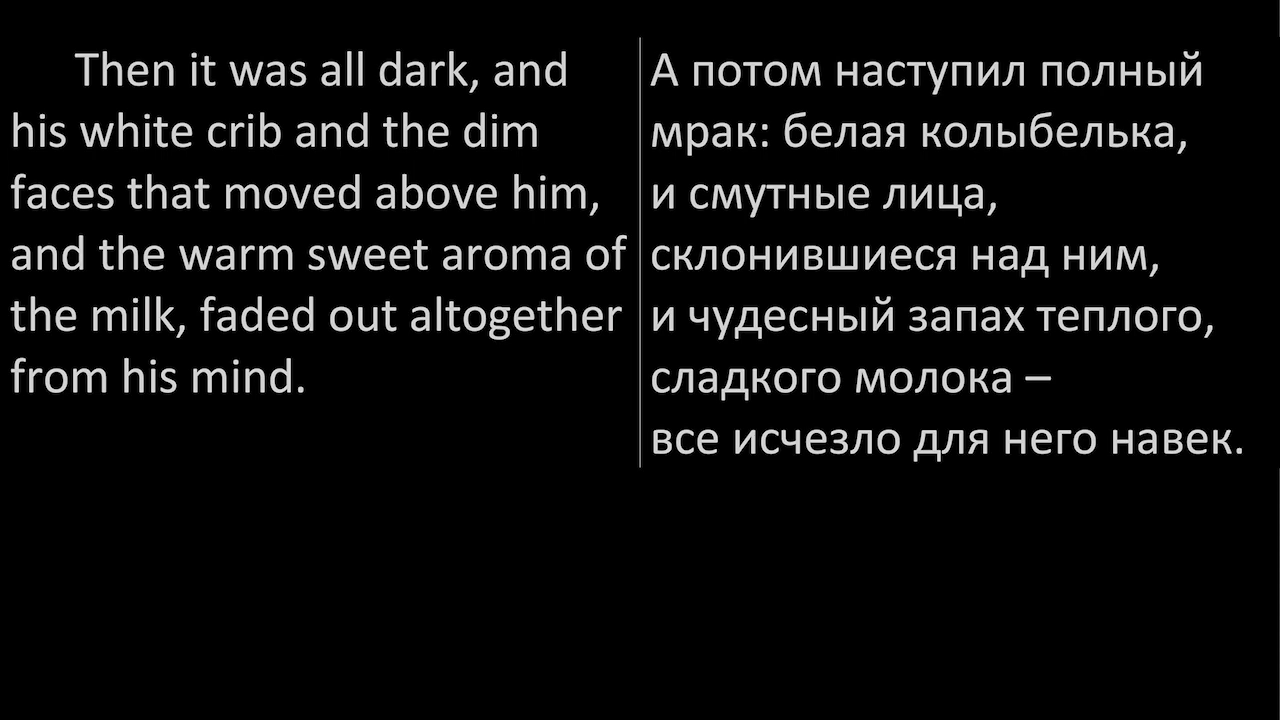 Then it was all dark, and
his white crib and the dim
faces that moved above him,
and the warm sweet aroma of
the milk, faded out altogether
from his mind.
А потом наступил полный
мрак: белая колыбелька,
и смутные лица,
склонившиеся над ним,
и чудесный запах теплого,
сладкого молока –
все исчезло для него навек.